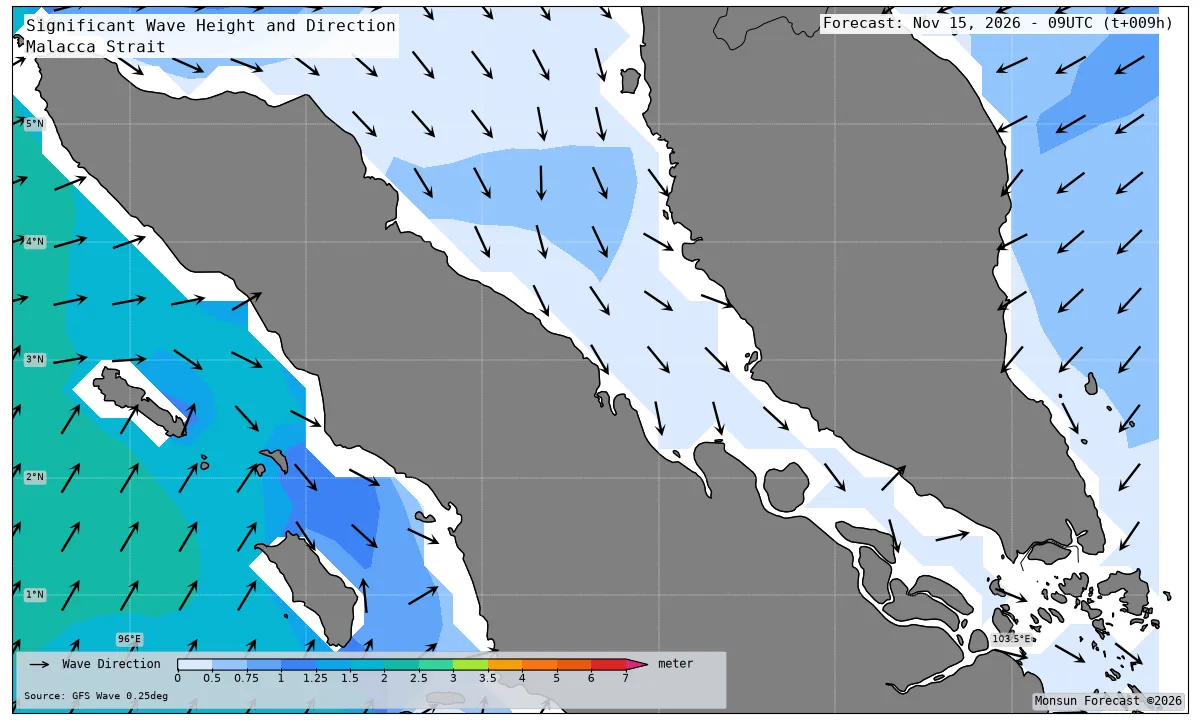 Significant Wave Height and Direction
Malacca Strait
Forecast: Nov 15, 2026 - 09UTC (t+009h)
5°N
4°N
3°N
2°N
1°N
96°E
103.5°E
Wave Direction
meter
0 0.5 0.75 1 1.25 1.5 2 2.5 3 3.5 4 5 6 7
Source: GFS Wave 0.25deg
Monsun Forecast ©2026